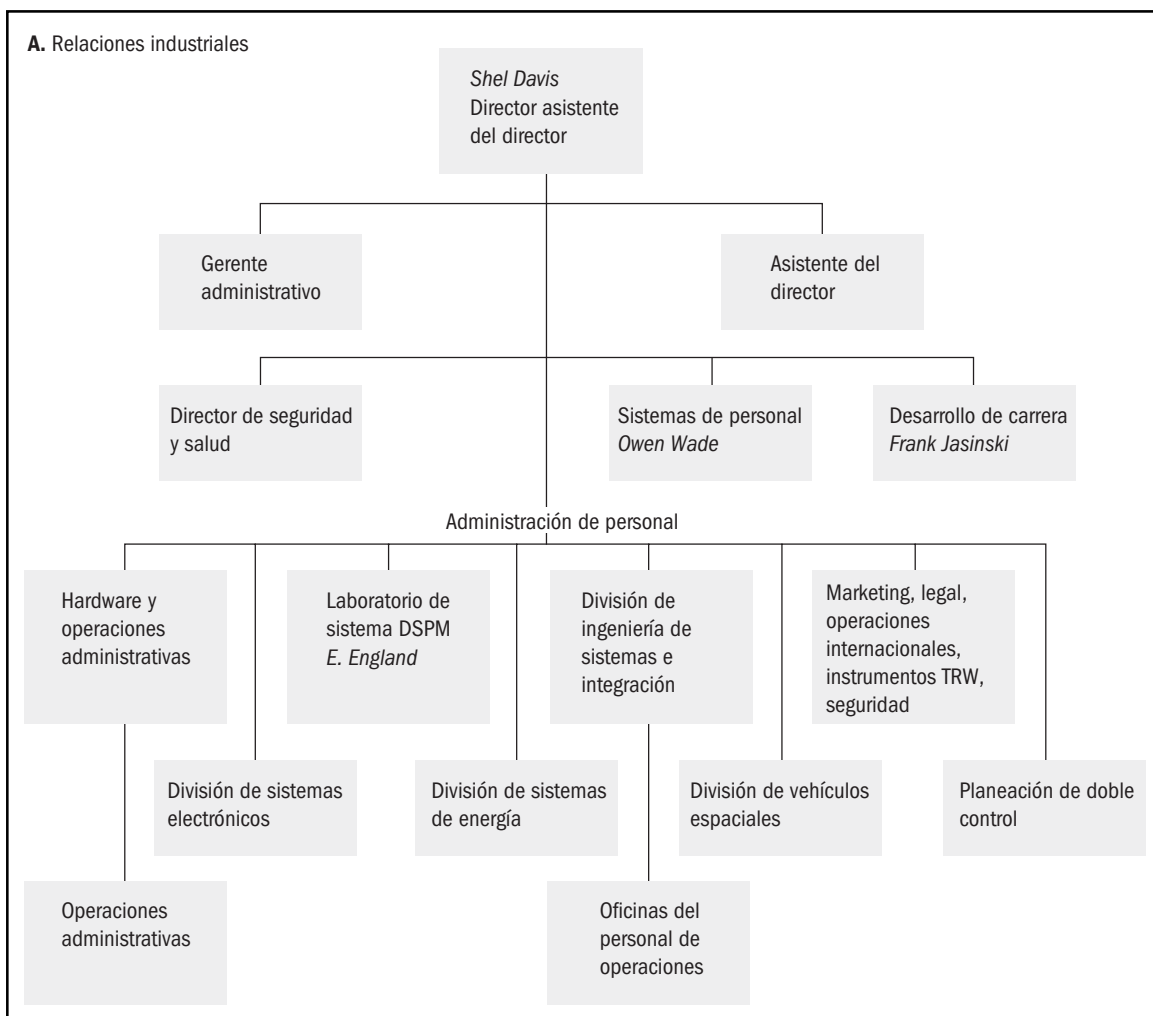 A. Relaciones industriales
Shel Davis
Director asistente
del director
Gerente
administrativo
Asistente del
director
Director de seguridad
y salud
Sistemas de personal
Owen Wade
Desarrollo de carrera
Frank Jasinski
Administración de personal
Hardware y
operaciones
administrativas
Laboratorio de
sistema DSPM
E. England
División de
ingeniería de
sistemas e
integración
Marketing, legal,
operaciones
internacionales,
instrumentos TRW,
seguridad
División de sistemas
electrónicos
División de sistemas
de energía
División de vehículos
espaciales
Planeación de doble
control
Operaciones
administrativas
Oficinas del
personal de
operaciones